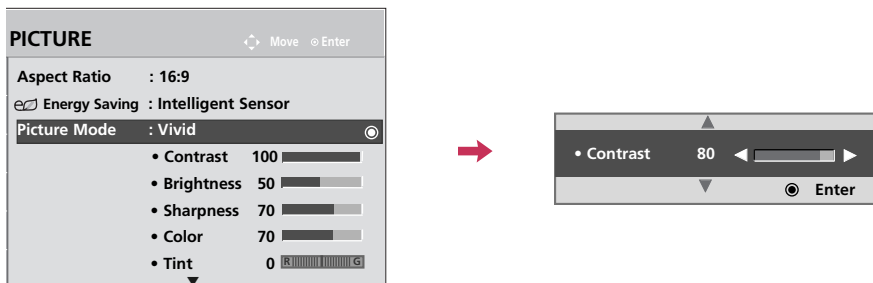 PICTURE
Move Enter
Aspect Ratio : 16:9
Energy Saving : Intelligent Sensor
Picture Mode : Vivid
• Contrast 100
• Brightness 50
• Sharpness 70
• Color 70
• Tint 0 R G
• Contrast 80
Enter